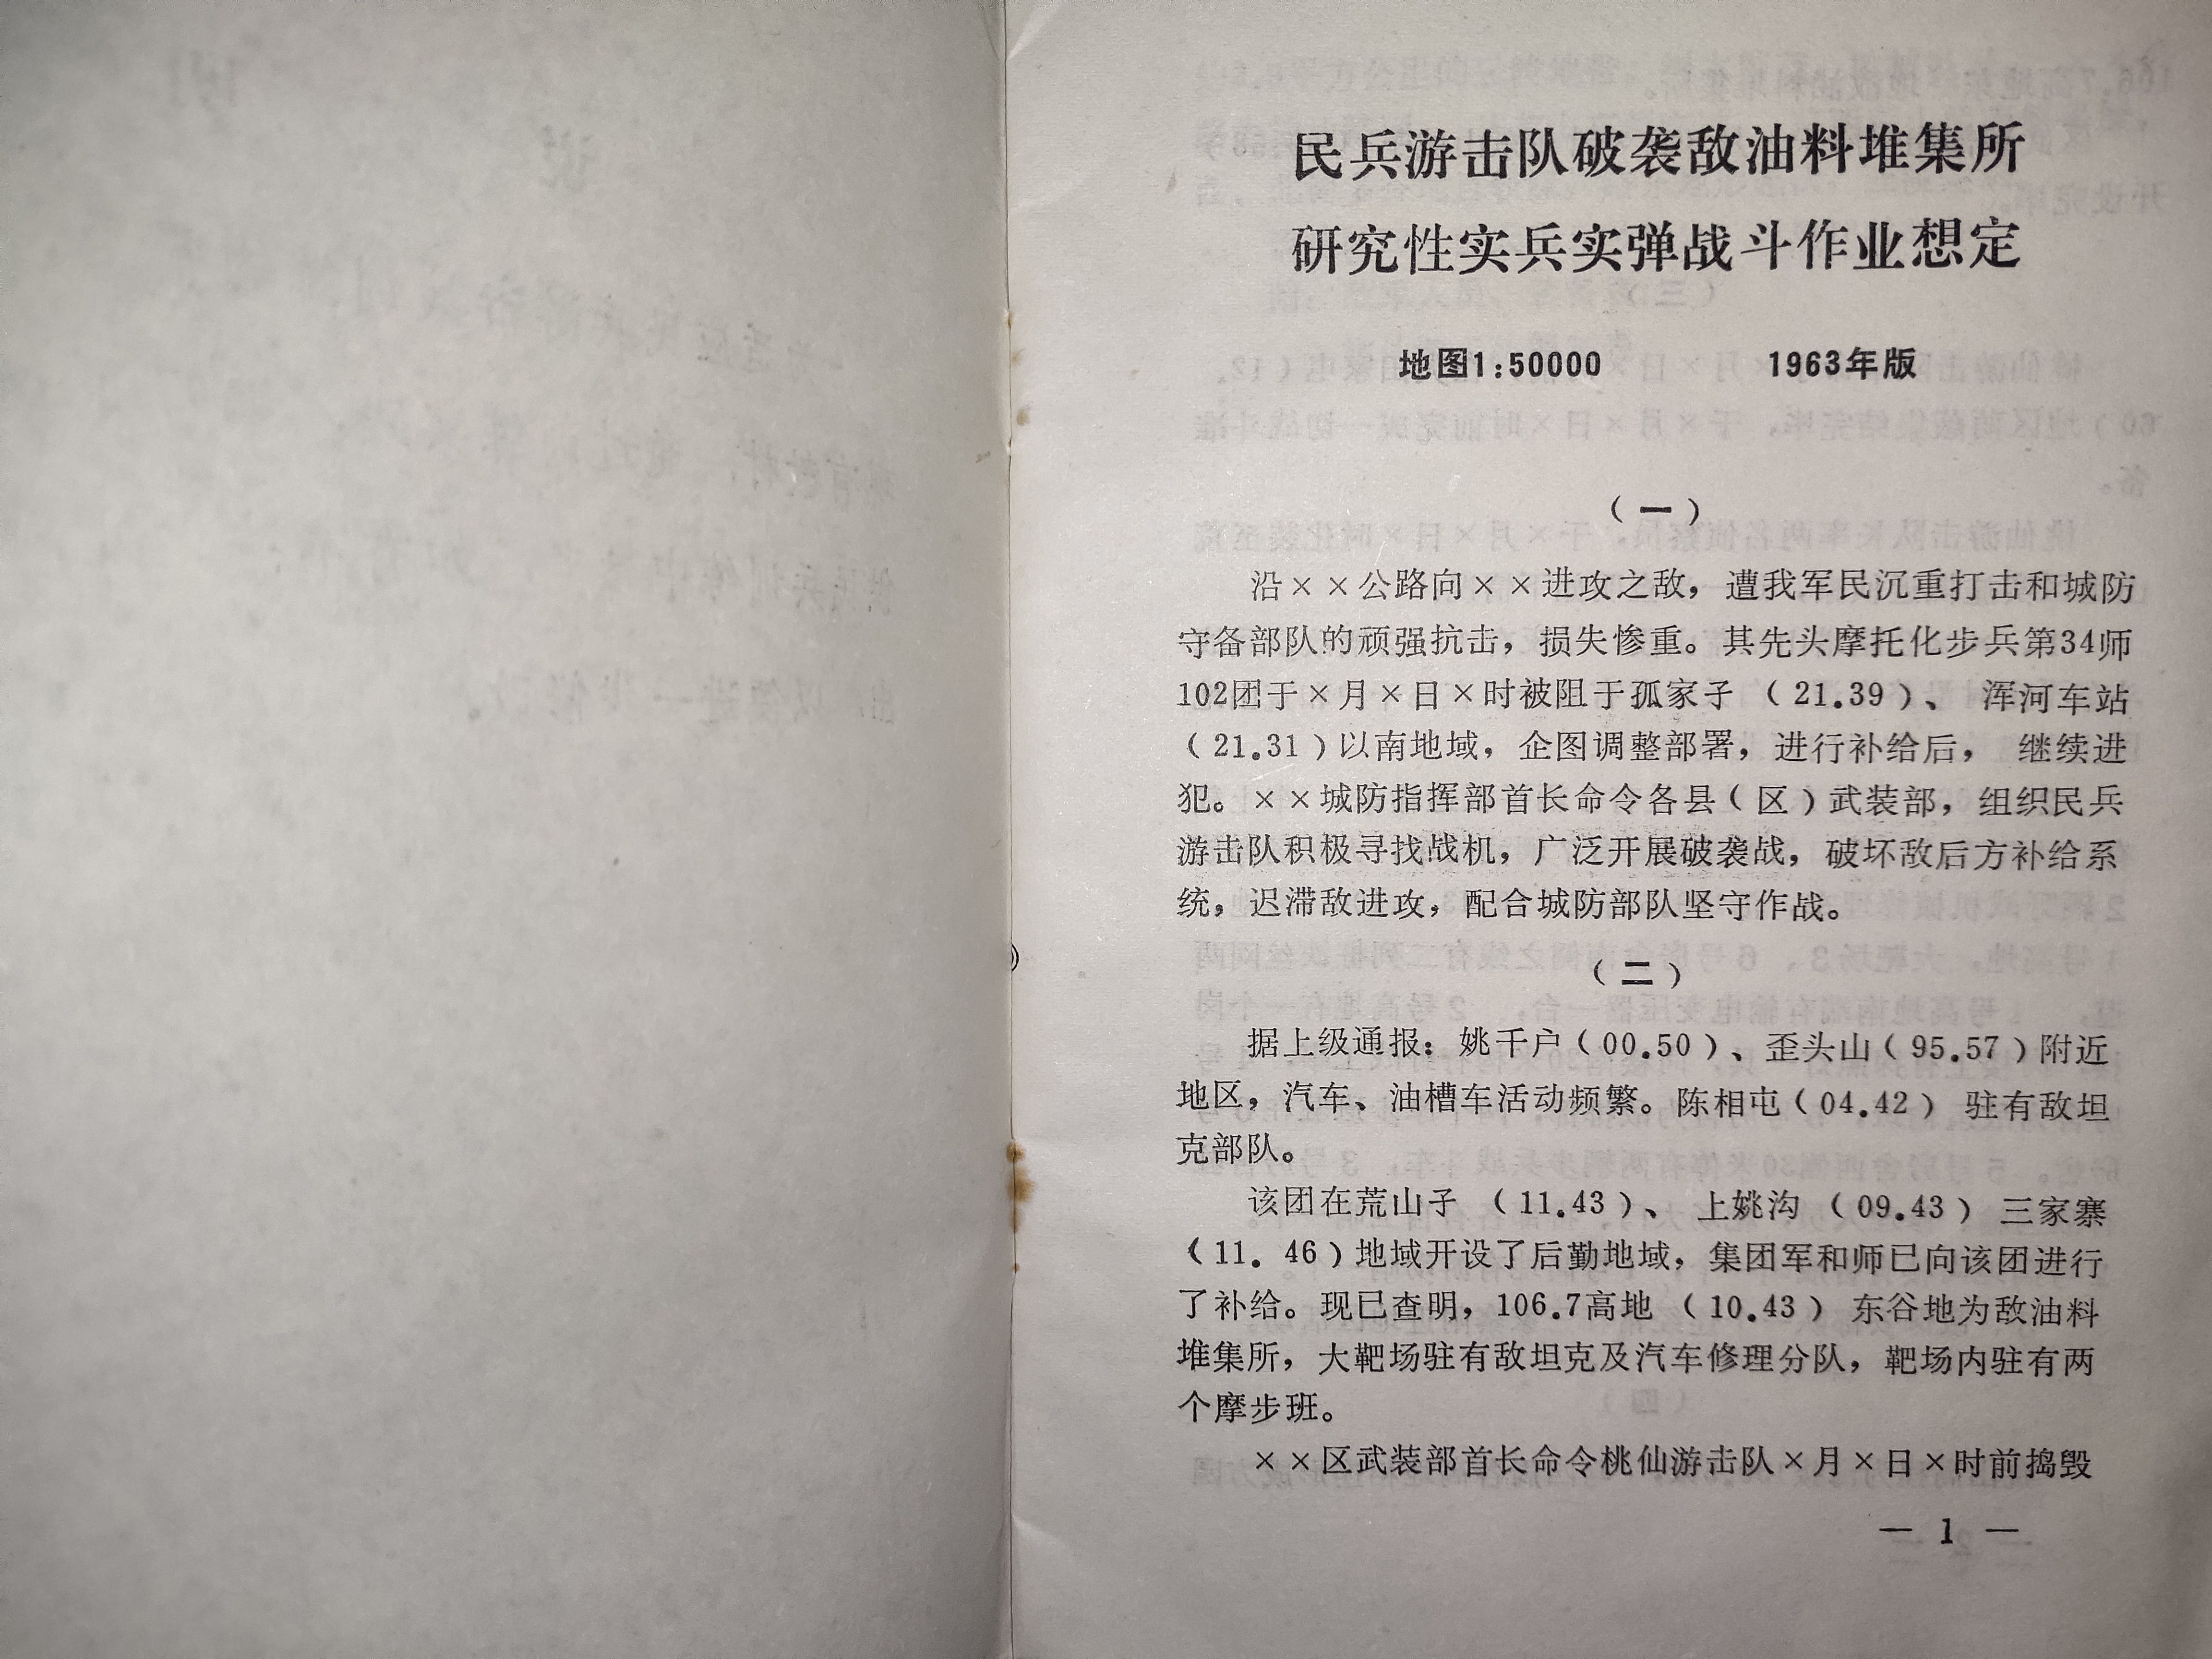 民兵游击队破袭敌油料堆集所
研究性实兵实弹战斗作业想定
地图1:50000 1963年版
（一）
沿××公路向××进攻之敌，遭我军民沉重打击和城防
守备部队的顽强抗击，损失惨重。其先头摩托化步兵第34师
102团于×月×日×时被阻于孤家子（21.39）、浑河车站
（21.31）以南地域，企图调整部署，进行补给后，继续进
犯。××城防指挥部首长命令各县（区）武装部，组织民兵
游击队积极寻找战机，广泛开展破袭战，破坏敌后方补给系
统，迟滞敌进攻，配合城防部队坚守作战。
（二）
据上级通报：姚千户（00.50）、歪头山（95.57）附近
地区，汽车、油槽车活动频繁。陈相屯（04.42）驻有敌坦
克部队。
该团在荒山子（11.43）、上姚沟（09.43）三家寨
（11.46）地域开设了后勤地域，集团军和师已向该团进行
了补给。现已查明，106.7高地（10.43）东谷地为敌油料
堆集所，大靶场驻有敌坦克及汽车修理分队，靶场内驻有两
个摩步班。
××区武装部首长命令桃仙游击队×月×日×时前捣毁
— 1 —